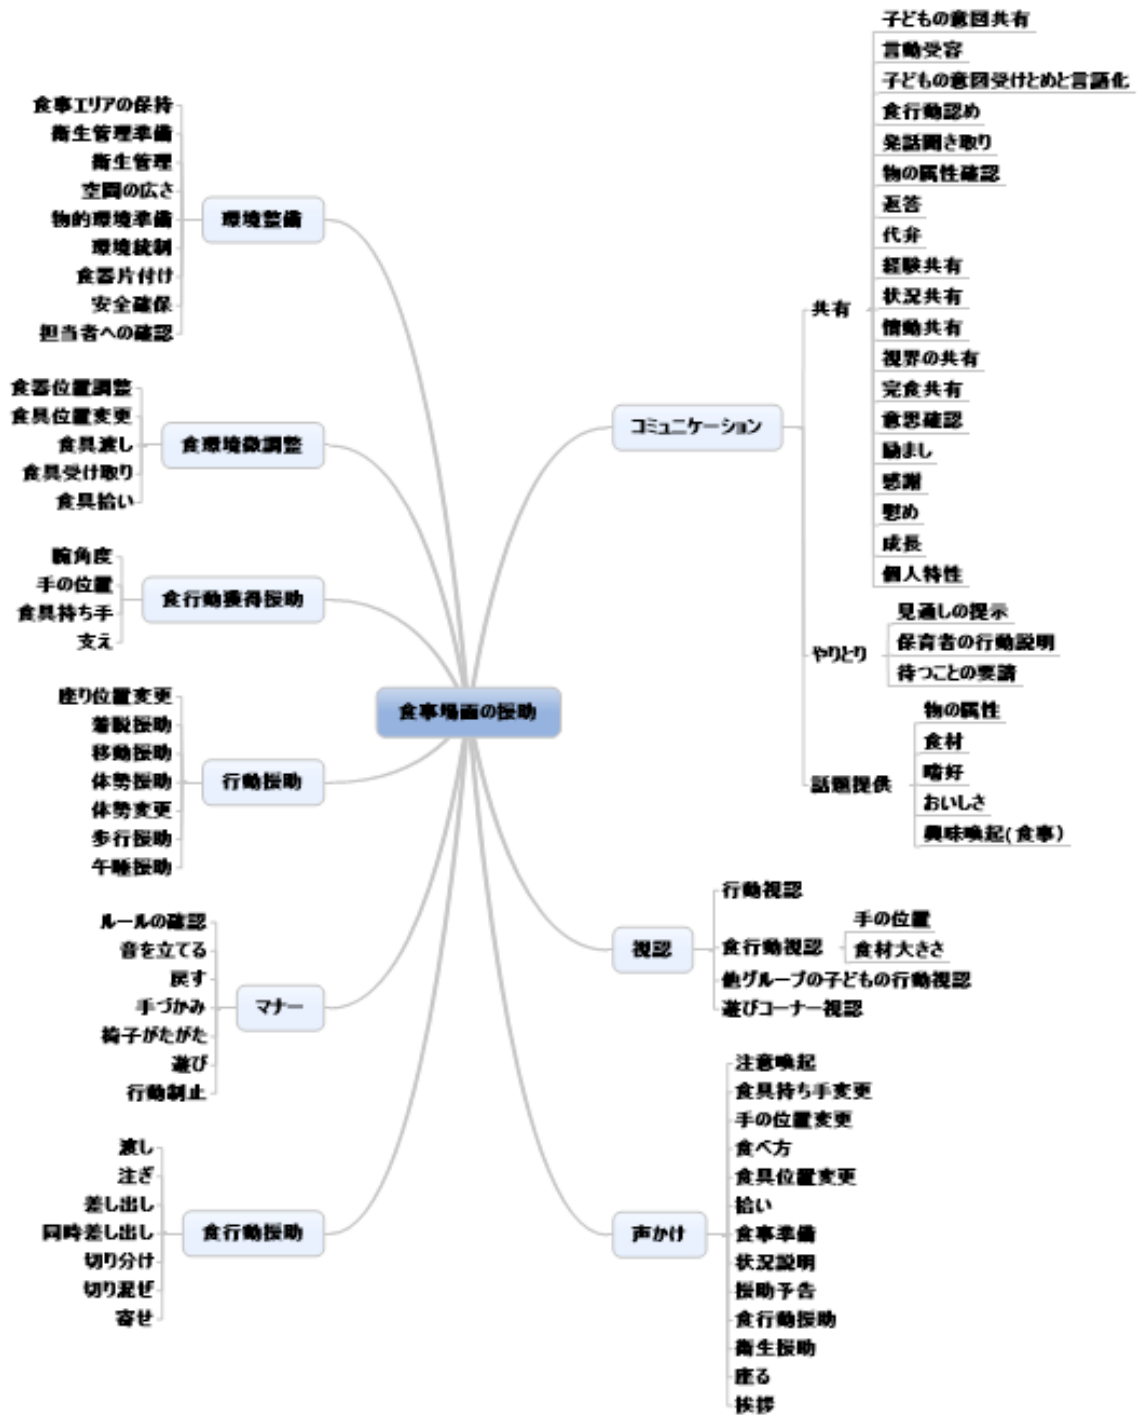 食事場面の援助
環境整備
食事エリアの保持
衛生管理準備
衛生管理
空間の広さ
物的環境準備
環境統制
食器片付け
安全確保
担当者への確認
食環境微調整
食器位置調整
食具位置変更
食具渡し
食具受け取り
食具拾い
食行動獲得援助
腕角度
手の位置
食具持ち手
支え
行動援助
座り位置変更
着脱援助
移動援助
体勢援助
体勢変更
歩行援助
午睡援助
マナー
ルールの確認
音を立てる
戻す
手づかみ
椅子がたがた
遊び
行動制止
食行動援助
渡し
注ぎ
差し出し
同時差し出し
切り分け
切り混ぜ
寄せ
コミュニケーション
共有
子どもの意図共有
言動受容
子どもの意図受けとめと言語化
食行動認め
発話聞き取り
物の属性確認
返答
代弁
経験共有
状況共有
情動共有
視界の共有
完食共有
意思確認
励まし
感謝
慰め
成長
個人特性
やりとり
見通しの提示
保育者の行動説明
待つことの要請
話題提供
物の属性
食材
嗜好
おいしさ
興味喚起(食事）
視認
行動視認
食行動視認
手の位置
食材大きさ
他グループの子どもの行動視認
遊びコーナー視認
声かけ
注意喚起
食具持ち手変更
手の位置変更
食べ方
食具位置変更
拾い
食事準備
状況説明
援助予告
食行動援助
衛生援助
座る
挨拶